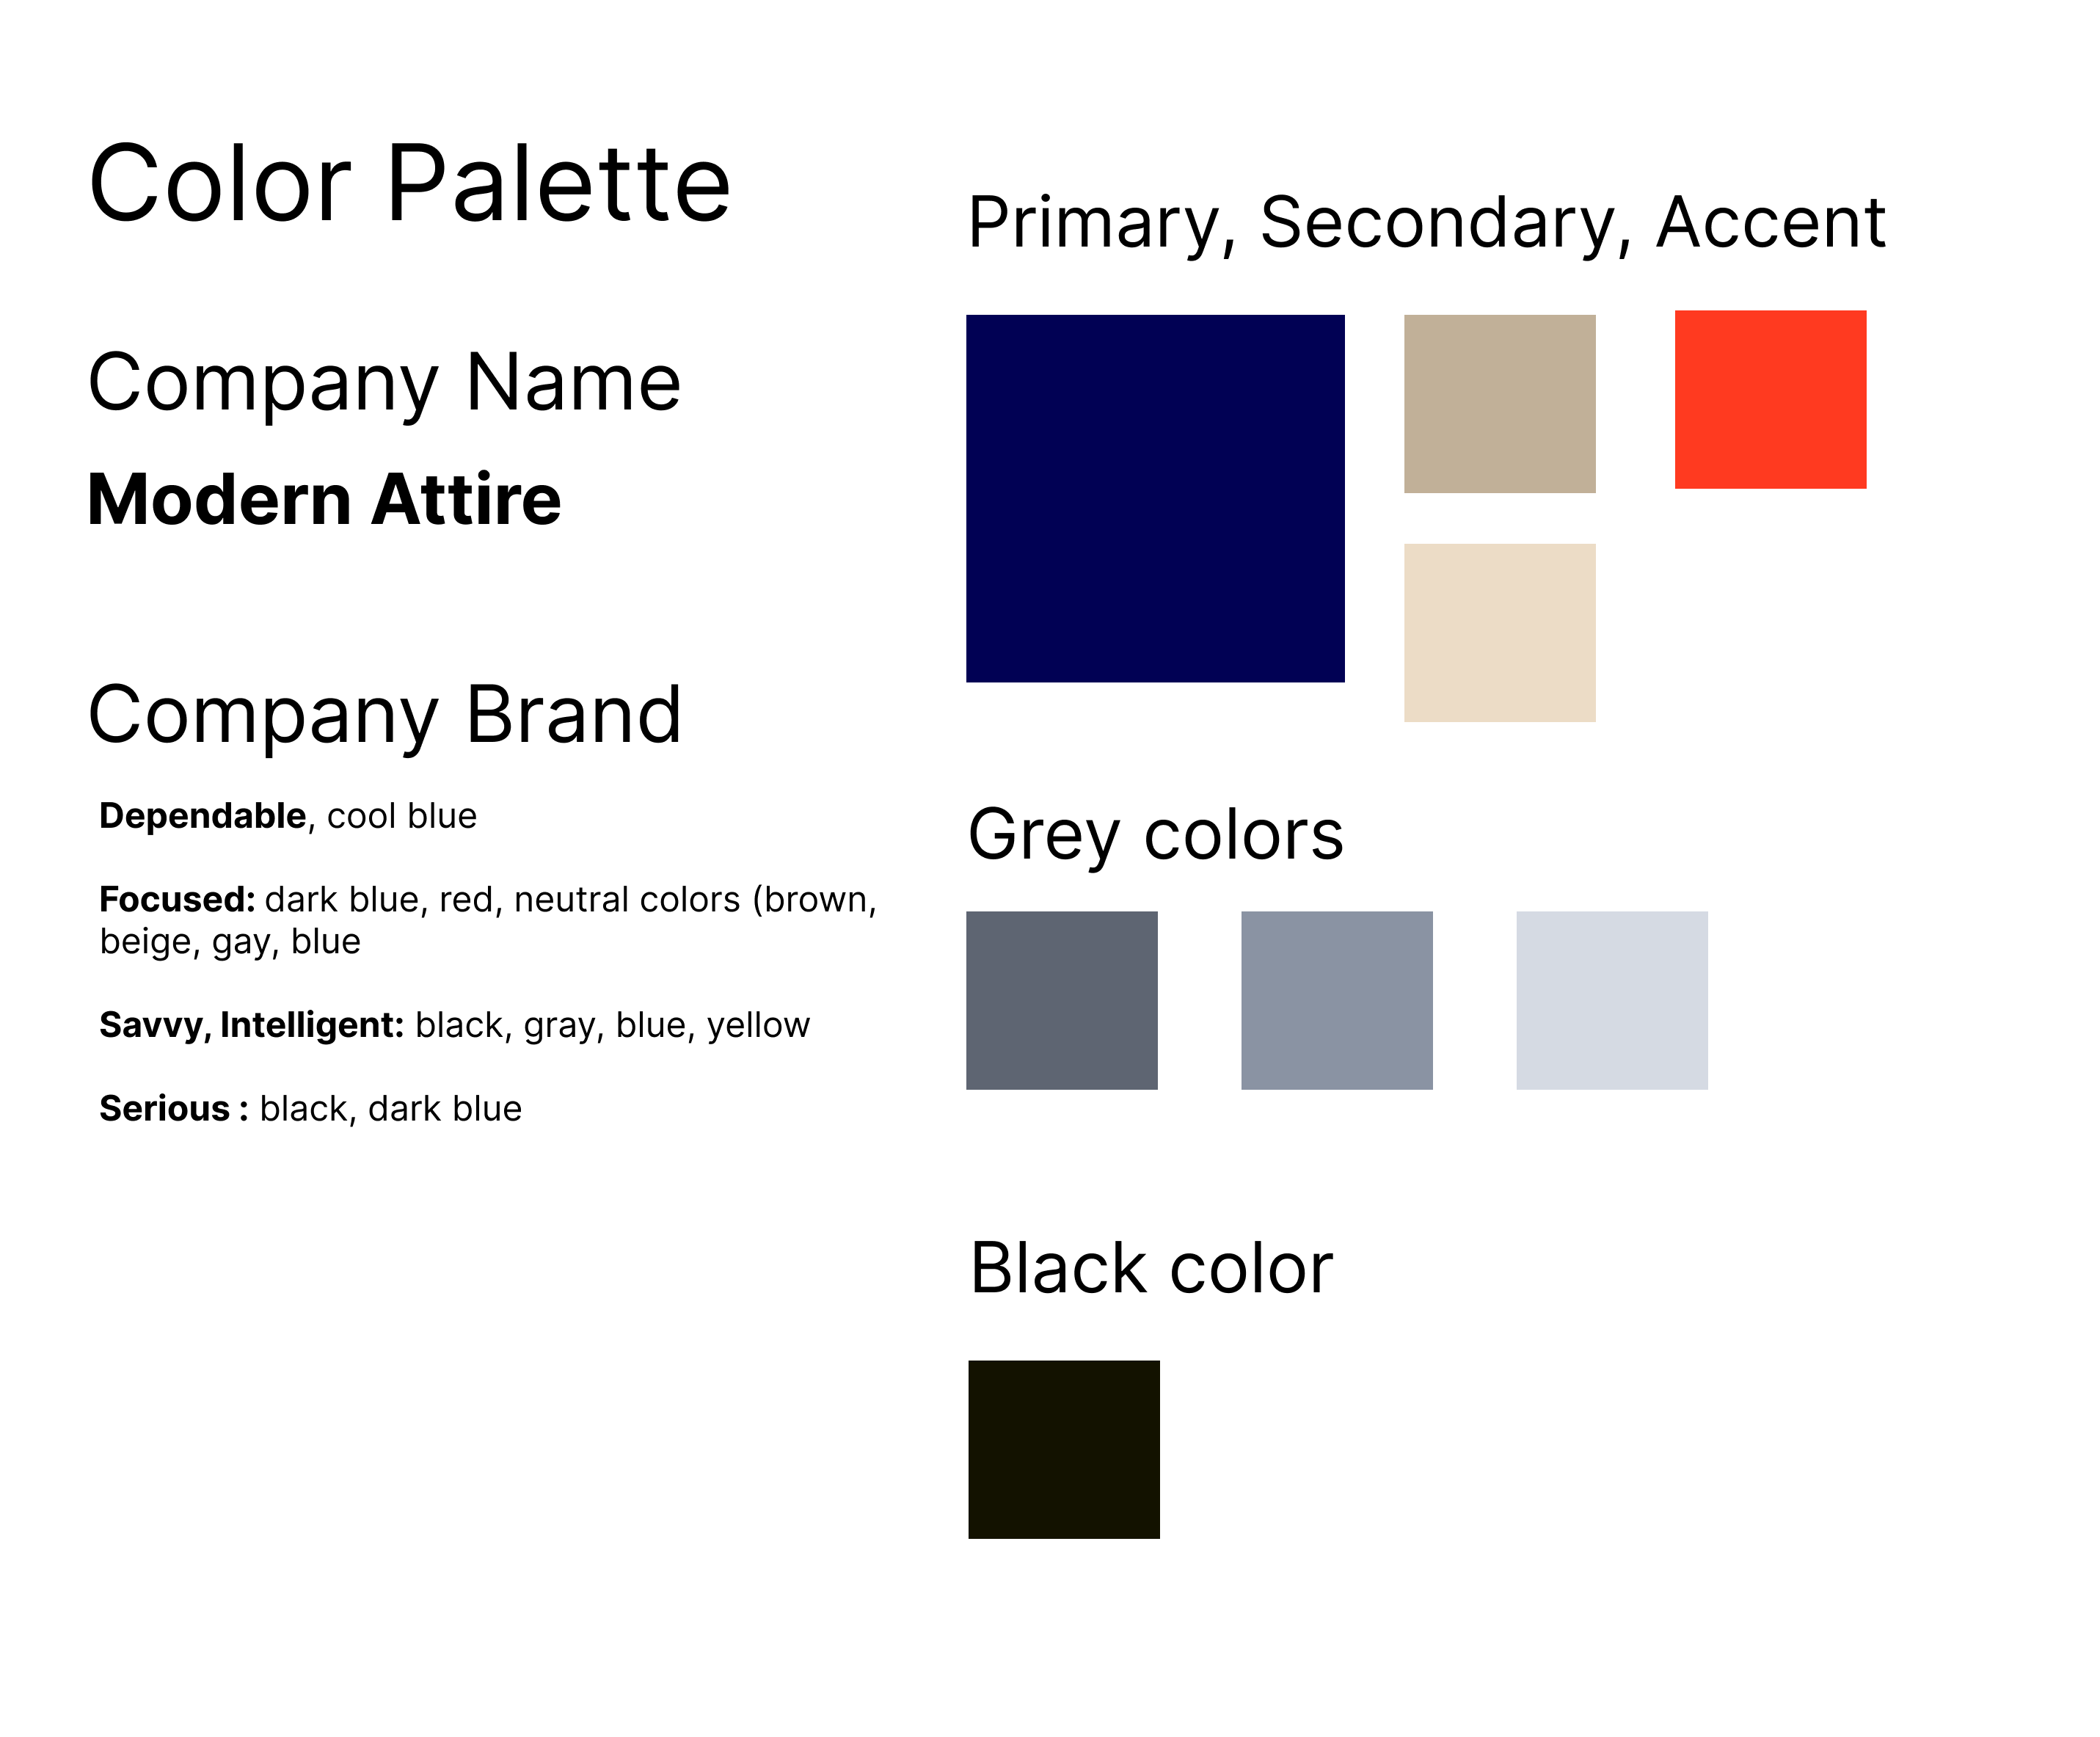 Color Palette
Company Name
Modern Attire
Company Brand
Dependable, cool blue
Focused: dark blue, red, neutral colors (brown,
beige, gay, blue
Savvy, Intelligent: black, gray, blue, yellow
Serious : black, dark blue
Primary, Secondary, Accent
Grey colors
Black color